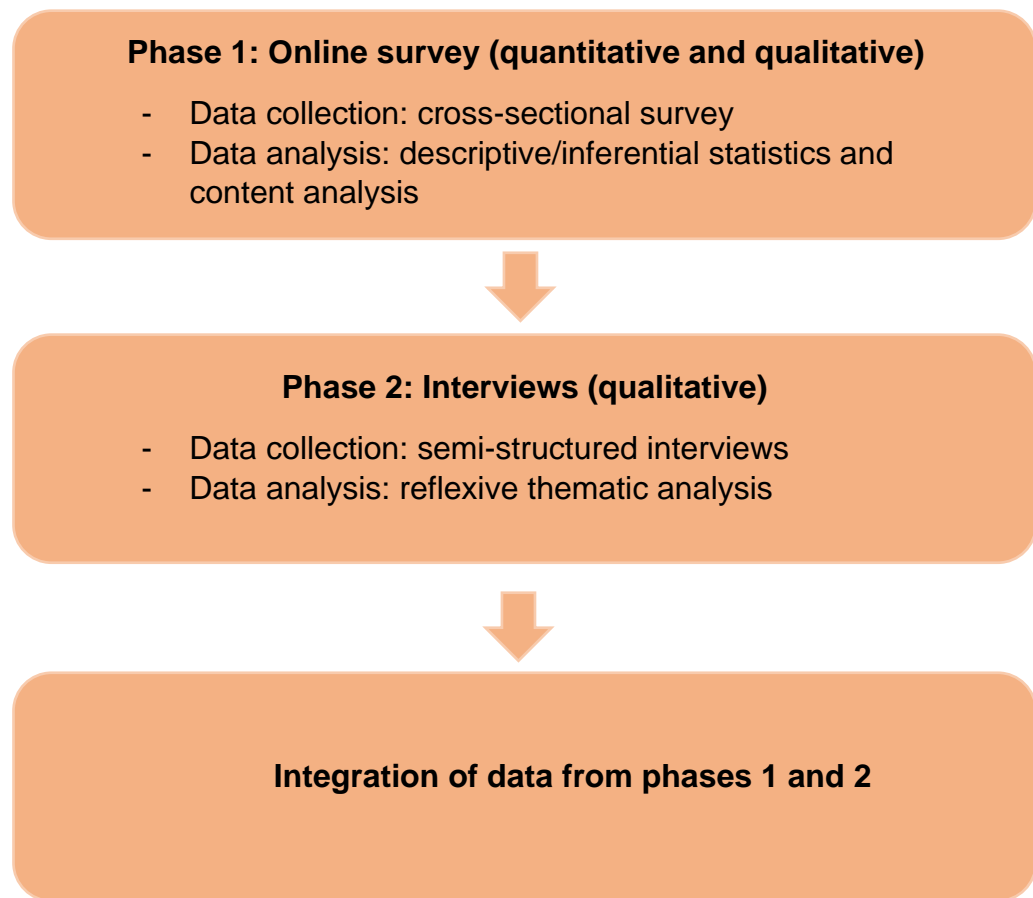 Phase 1: Online survey (quantitative and qualitative)
- Data collection: cross-sectional survey
- Data analysis: descriptive/inferential statistics and
content analysis
Phase 2: Interviews (qualitative)
- Data collection: semi-structured interviews
- Data analysis: reflexive thematic analysis
Integration of data from phases 1 and 2